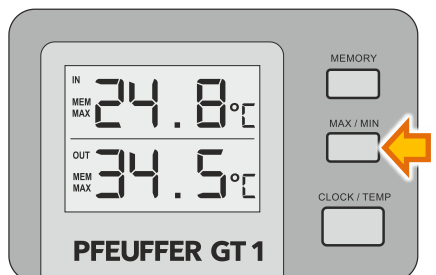 IN
MEM
MAX
24.8°C
OUT
MEM
MAX
34.5°C
PFEUFFER GT 1
MEMORY
MAX / MIN
CLOCK / TEMP